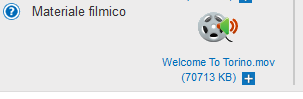 ? Materiale filmico
Welcome To Torino.mov
(70713 KB) +